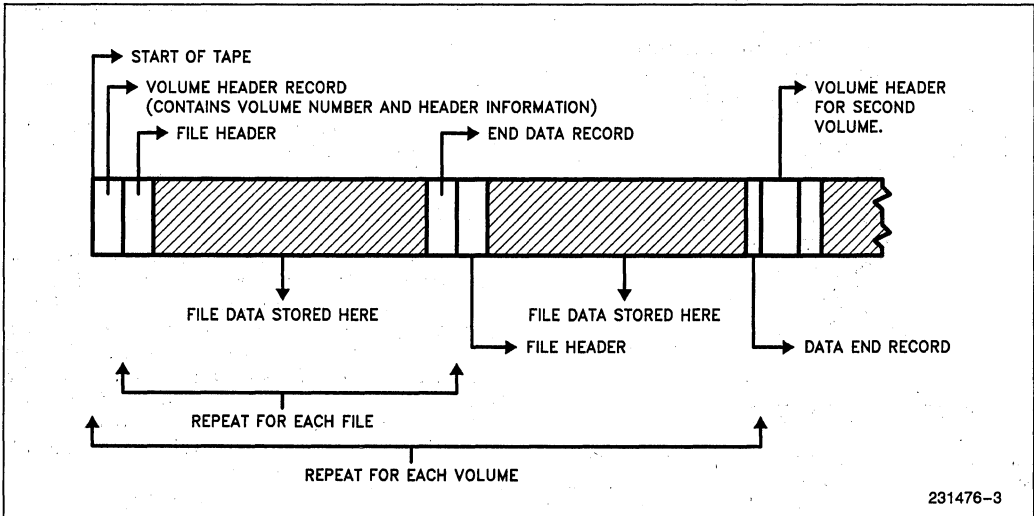 START OF TAPE
VOLUME HEADER RECORD
(CONTAINS VOLUME NUMBER AND HEADER INFORMATION)
FILE HEADER
END DATA RECORD
VOLUME HEADER
FOR SECOND
VOLUME.
FILE DATA STORED HERE
FILE DATA STORED HERE
FILE HEADER
DATA END RECORD
REPEAT FOR EACH FILE
REPEAT FOR EACH VOLUME
231476-3